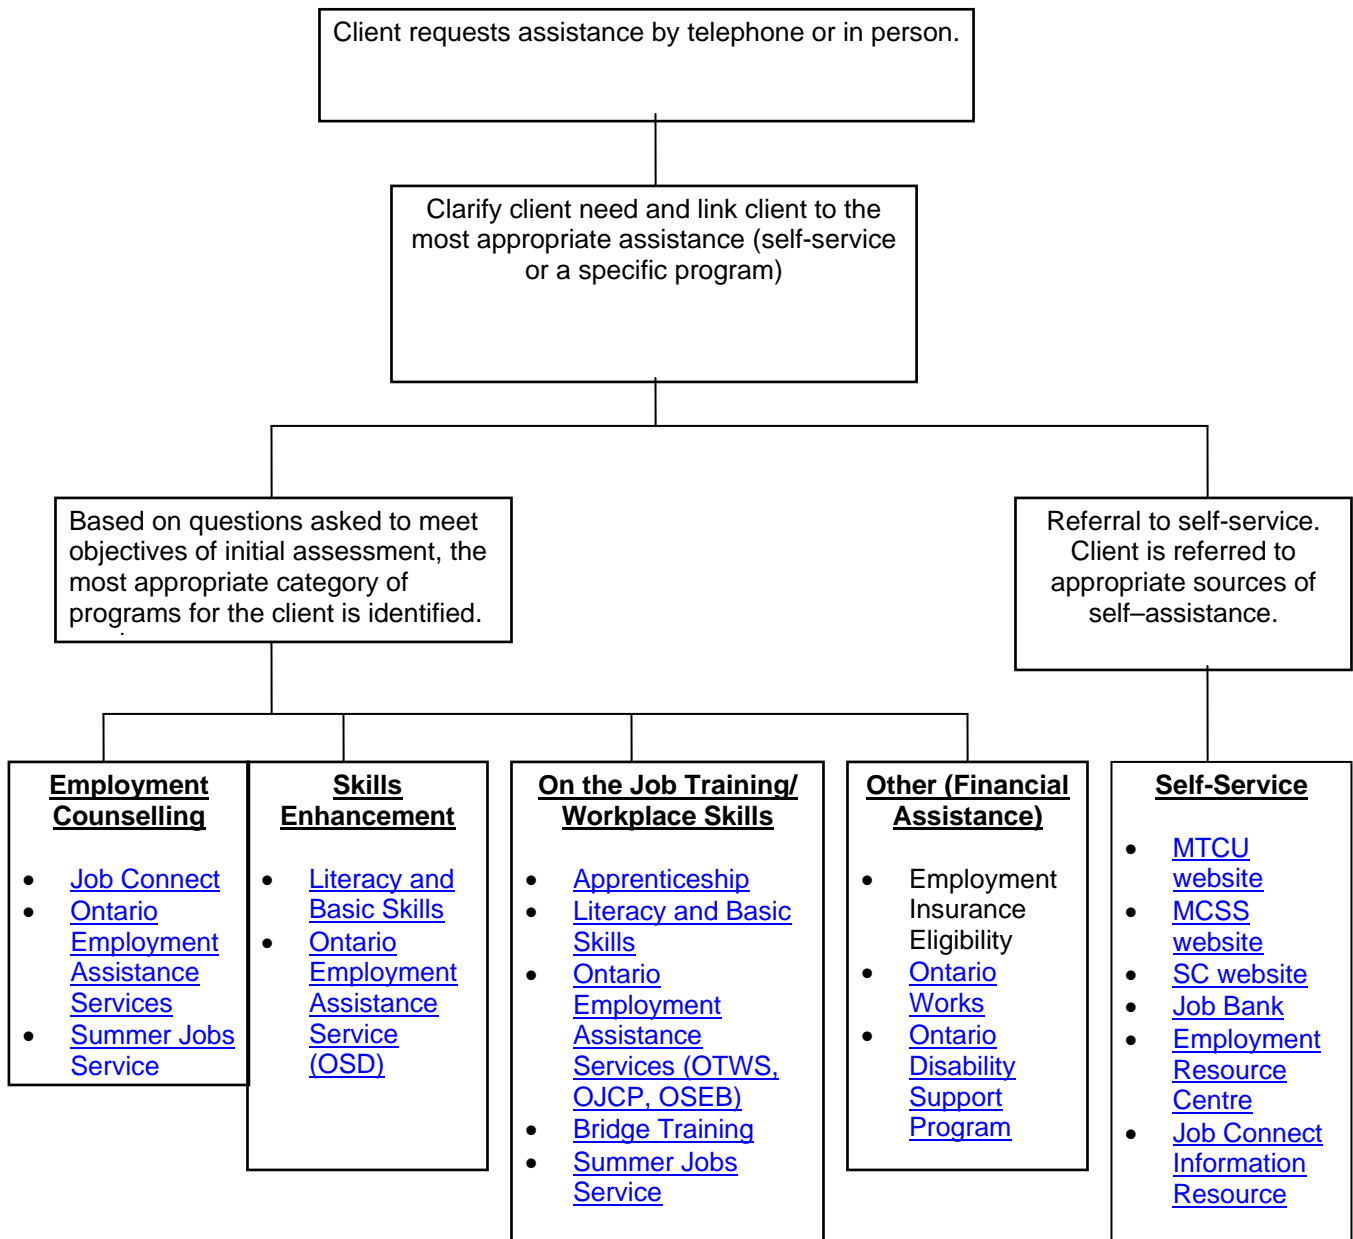 Client requests assistance by telephone or in person.
Clarify client need and link client to the
most appropriate assistance (self-service
or a specific program)
Based on questions asked to meet
objectives of initial assessment, the
most appropriate category of
programs for the client is identified.
Referral to self-service.
Client is referred to
appropriate sources of
self–assistance.
Employment
Counselling
• Job Connect
• Ontario
Employment
Assistance
Services
• Summer Jobs
Service
Skills
Enhancement
• Literacy and
Basic Skills
• Ontario
Employment
Assistance
Service
(OSD)
On the Job Training/
Workplace Skills
• Apprenticeship
• Literacy and Basic
Skills
• Ontario
Employment
Assistance
Services (OTWS,
OJCP, OSEB)
• Bridge Training
• Summer Jobs
Service
Other (Financial
Assistance)
• Employment
Insurance
Eligibility
• Ontario
Works
• Ontario
Disability
Support
Program
Self-Service
• MTCU
website
• MCSS
website
• SC website
• Job Bank
• Employment
Resource
Centre
• Job Connect
Information
Resource